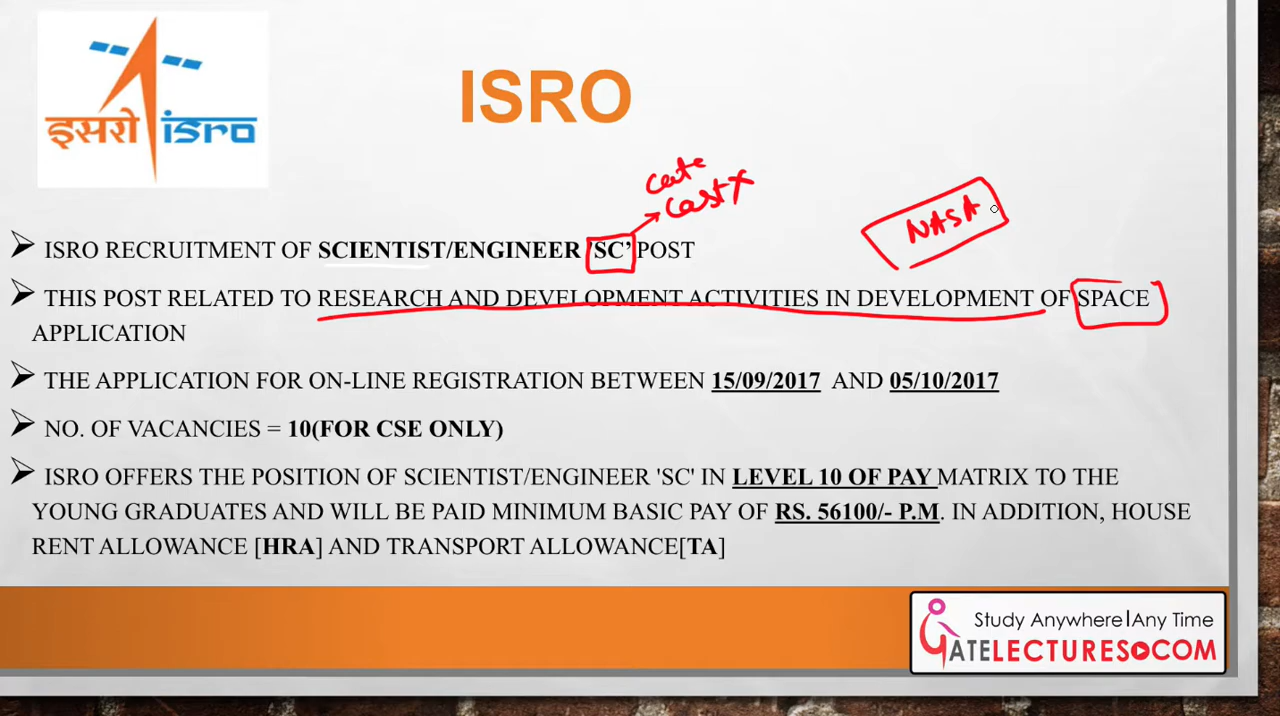 इसरो isro
ISRO
cate
cast X
NASA
➤ ISRO RECRUITMENT OF SCIENTIST/ENGINEER 'SC' POST
➤ THIS POST RELATED TO RESEARCH AND DEVELOPMENT ACTIVITIES IN DEVELOPMENT OF SPACE
APPLICATION
➤ THE APPLICATION FOR ON-LINE REGISTRATION BETWEEN 15/09/2017 AND 05/10/2017
➤ NO. OF VACANCIES = 10(FOR CSE ONLY)
➤ ISRO OFFERS THE POSITION OF SCIENTIST/ENGINEER 'SC' IN LEVEL 10 OF PAY MATRIX TO THE
YOUNG GRADUATES AND WILL BE PAID MINIMUM BASIC PAY OF RS. 56100/- P.M. IN ADDITION, HOUSE
RENT ALLOWANCE [HRA] AND TRANSPORT ALLOWANCE[TA]
Study Anywhere|Any Time
GATELECTURES.COM